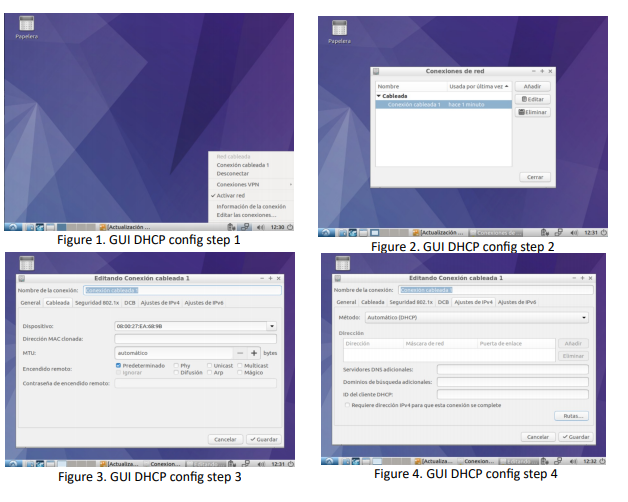 Papelera
Red cableada
Conexión cableada 1
Desconectar
Conexiones VPN
✓ Activar red
Información de la conexión
Editar las conexiones...
[Actualización ...
12:30
Figure 1. GUI DHCP config step 1
Papelera
Conexiones de red
Nombre Usada por última vez
Cableada
Conexión cableada 1 hace 1 minuto
Añadir
Editar
Eliminar
Cerrar
[Actualización ... Conexiones de
12:31
Figure 2. GUI DHCP config step 2
Editando Conexión cableada 1
Nombre de la conexión: Conexión cableada 1
General Cableada Seguridad 802.1x DCB Ajustes de IPv4 Ajustes de IPv6
Dispositivo: 08:00:27:EA:68:9B
Dirección MAC clonada:
MTU: automático − + bytes
Encendido remoto: Predeterminado Phy Unicast Multicast
Ignorar Difusión Arp Mágico
Contraseña de encendido remoto:
Cancelar Guardar
[Actualiza... Conexion...
12:31
Figure 3. GUI DHCP config step 3
Editando Conexión cableada 1
Nombre de la conexión: Conexión cableada 1
General Cableada Seguridad 802.1x DCB Ajustes de IPv4 Ajustes de IPv6
Método: Automático (DHCP)
Dirección
Dirección Máscara de red Puerta de enlace Añadir
Eliminar
Servidores DNS adicionales:
Dominios de búsqueda adicionales:
ID del cliente DHCP:
Requiere dirección IPv4 para que esta conexión se complete
Rutas...
Cancelar Guardar
[Actualiza... Conexion...
12:32
Figure 4. GUI DHCP config step 4